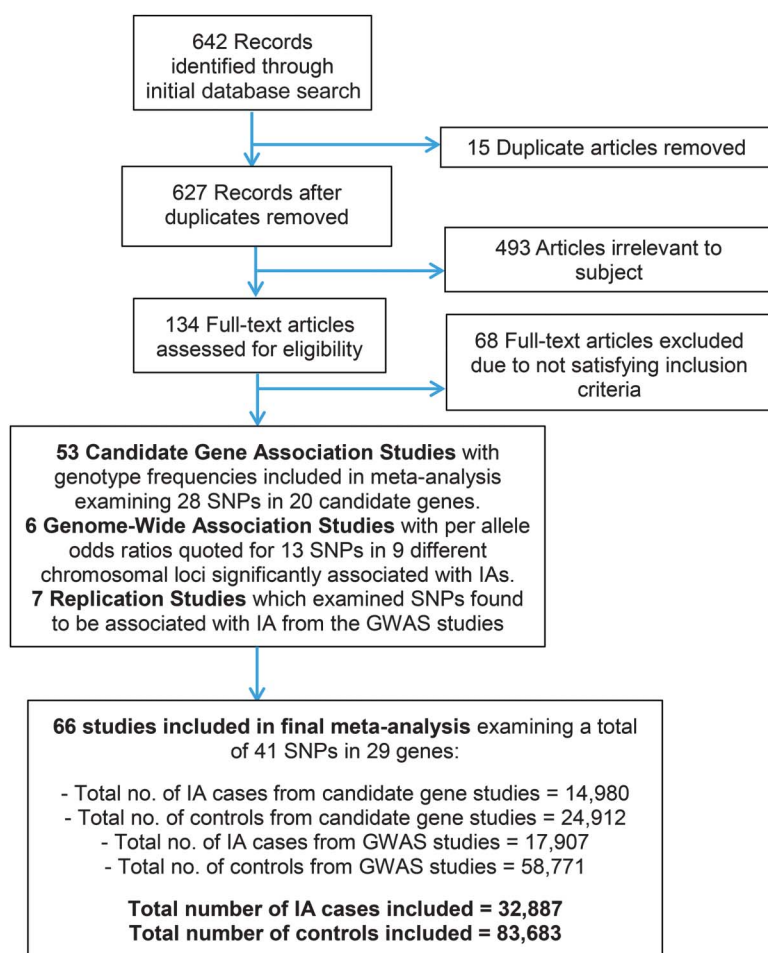 642 Records
identified through
initial database search
15 Duplicate articles removed
627 Records after
duplicates removed
493 Articles irrelevant to
subject
134 Full-text articles
assessed for eligibility
68 Full-text articles excluded
due to not satisfying inclusion
criteria
53 Candidate Gene Association Studies with
genotype frequencies included in meta-analysis
examining 28 SNPs in 20 candidate genes.
6 Genome-Wide Association Studies with per allele
odds ratios quoted for 13 SNPs in 9 different
chromosomal loci significantly associated with IAs.
7 Replication Studies which examined SNPs found
to be associated with IA from the GWAS studies
66 studies included in final meta-analysis examining a total
of 41 SNPs in 29 genes:
- Total no. of IA cases from candidate gene studies = 14,980
- Total no. of controls from candidate gene studies = 24,912
- Total no. of IA cases from GWAS studies = 17,907
- Total no. of controls from GWAS studies = 58,771
Total number of IA cases included = 32,887
Total number of controls included = 83,683